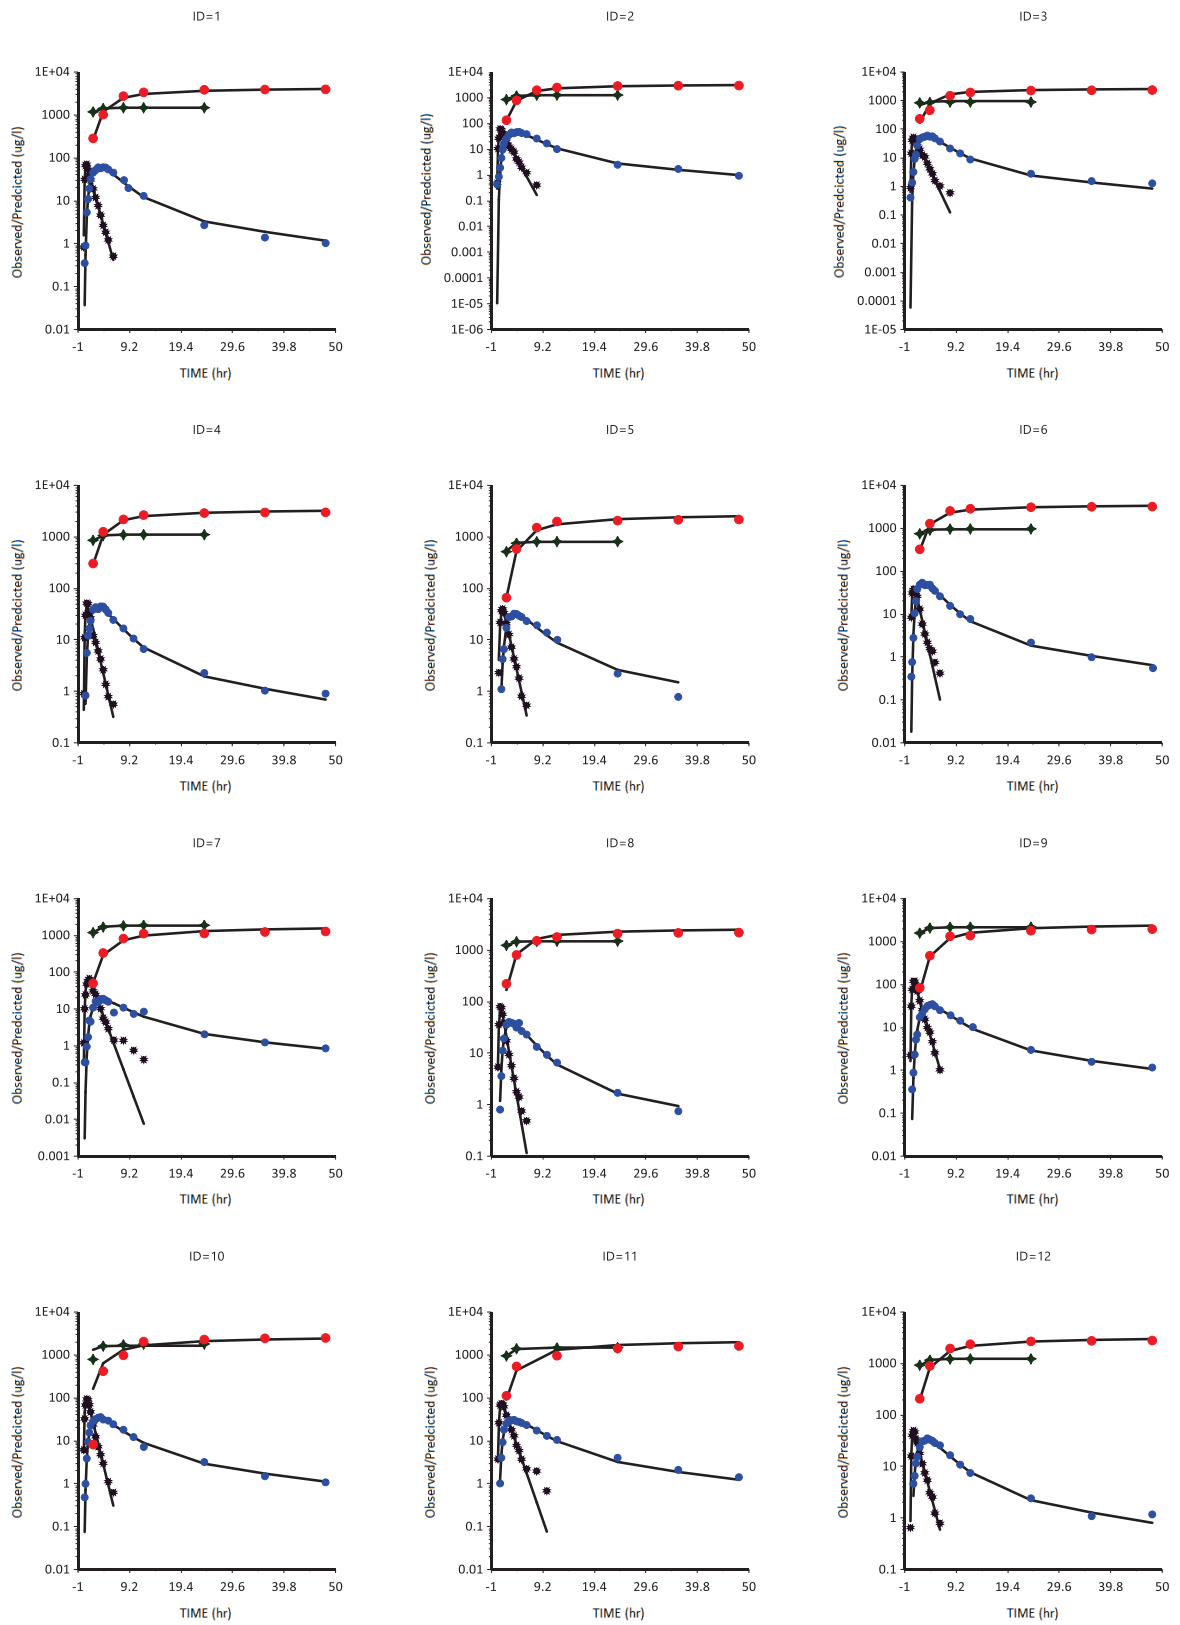 ID=1
Observed/Predcicted (ug/l)
1E+04
1000
100
10
1
0.1
0.01
-1 9.2 19.4 29.6 39.8 50
TIME (hr)
ID=2
Observed/Predcicted (ug/l)
1E+04
1000
100
10
1
0.1
0.01
0.001
0.0001
1E-05
1E-06
-1 9.2 19.4 29.6 39.8 50
TIME (hr)
ID=3
Observed/Predcicted (ug/l)
1E+04
1000
100
10
1
0.1
0.01
0.001
0.0001
1E-05
-1 9.2 19.4 29.6 39.8 50
TIME (hr)
ID=4
Observed/Predcicted (ug/l)
1E+04
1000
100
10
1
0.1
-1 9.2 19.4 29.6 39.8 50
TIME (hr)
ID=5
Observed/Predcicted (ug/l)
1E+04
1000
100
10
1
0.1
-1 9.2 19.4 29.6 39.8 50
TIME (hr)
ID=6
Observed/Predcicted (ug/l)
1E+04
1000
100
10
1
0.1
0.01
-1 9.2 19.4 29.6 39.8 50
TIME (hr)
ID=7
Observed/Predcicted (ug/l)
1E+04
1000
100
10
1
0.1
0.01
0.001
-1 9.2 19.4 29.6 39.8 50
TIME (hr)
ID=8
Observed/Predcicted (ug/l)
1E+04
1000
100
10
1
0.1
-1 9.2 19.4 29.6 39.8 50
TIME (hr)
ID=9
Observed/Predcicted (ug/l)
1E+04
1000
100
10
1
0.1
0.01
-1 9.2 19.4 29.6 39.8 50
TIME (hr)
ID=10
Observed/Predcicted (ug/l)
1E+04
1000
100
10
1
0.1
0.01
-1 9.2 19.4 29.6 39.8 50
TIME (hr)
ID=11
Observed/Predcicted (ug/l)
1E+04
1000
100
10
1
0.1
0.01
-1 9.2 19.4 29.6 39.8 50
TIME (hr)
ID=12
Observed/Predcicted (ug/l)
1E+04
1000
100
10
1
0.1
-1 9.2 19.4 29.6 39.8 50
TIME (hr)